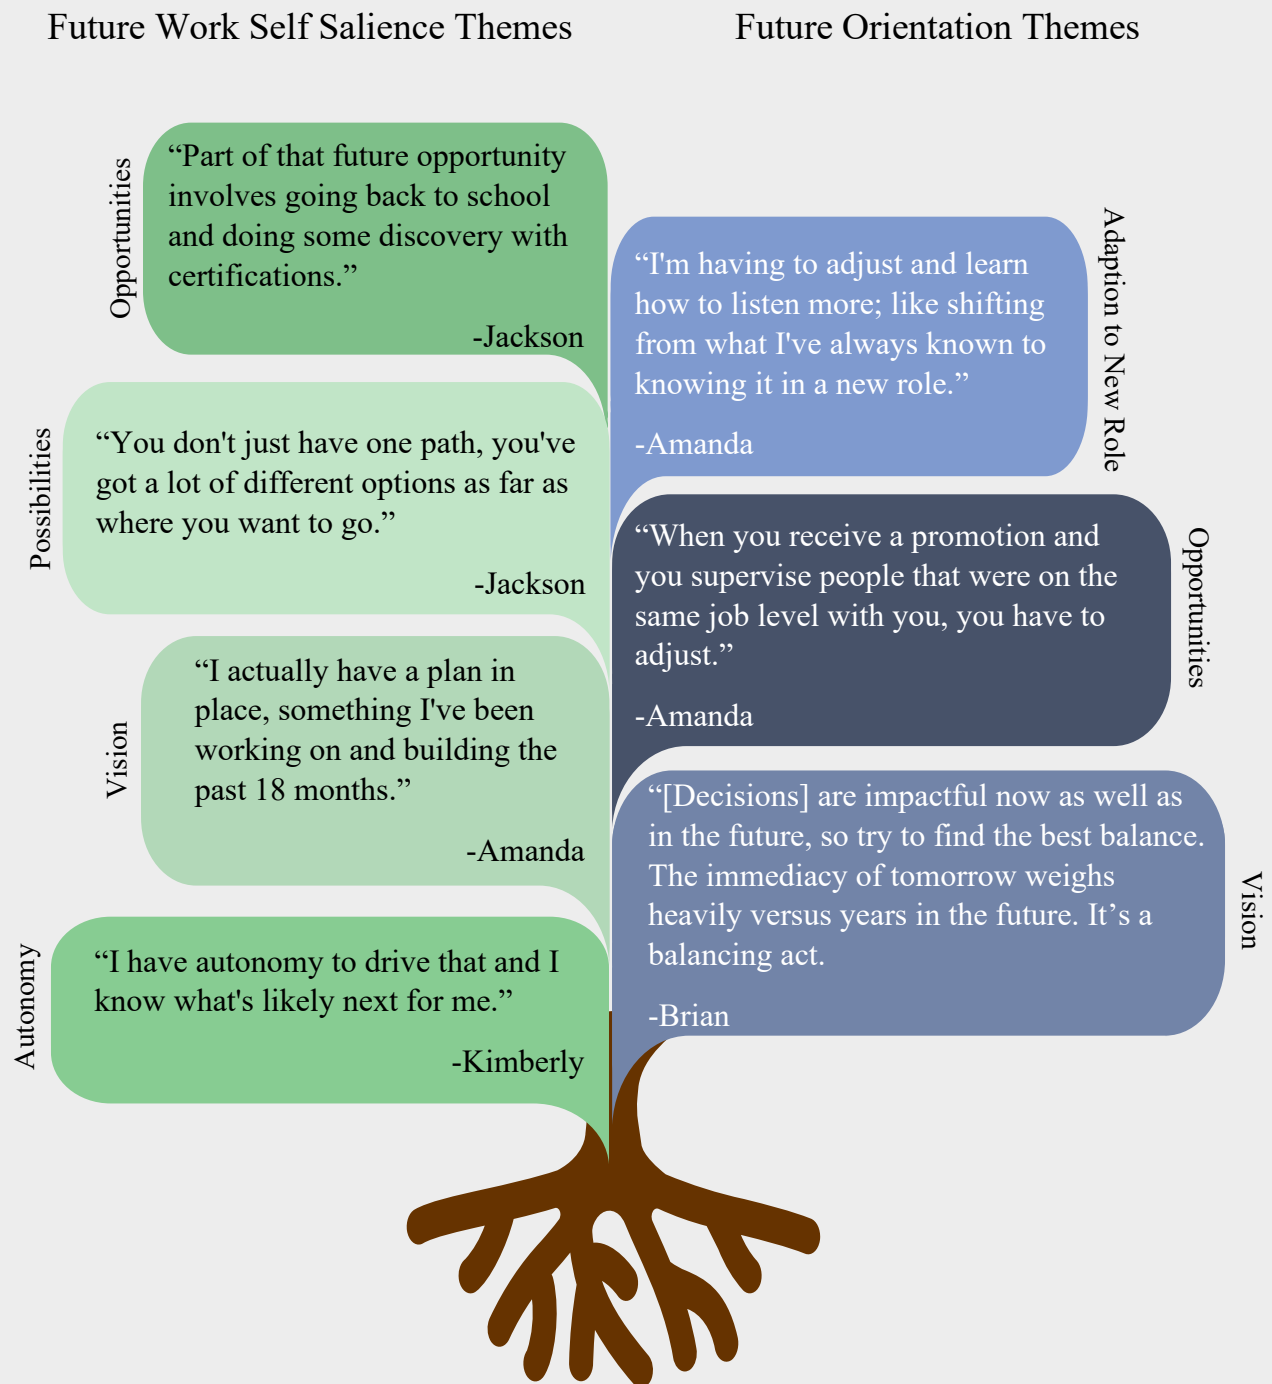 Future Work Self Salience Themes
Opportunities
“Part of that future opportunity
involves going back to school
and doing some discovery with
certifications.”
-Jackson
Possibilities
“You don't just have one path, you've
got a lot of different options as far as
where you want to go.”
-Jackson
Vision
“I actually have a plan in
place, something I've been
working on and building the
past 18 months.”
-Amanda
Autonomy
“I have autonomy to drive that and I
know what's likely next for me.”
-Kimberly
Future Orientation Themes
“I'm having to adjust and learn
how to listen more; like shifting
from what I've always known to
knowing it in a new role.”
-Amanda
Adaption to New Role
“When you receive a promotion and
you supervise people that were on the
same job level with you, you have to
adjust.”
-Amanda
Opportunities
“[Decisions] are impactful now as well as
in the future, so try to find the best balance.
The immediacy of tomorrow weighs
heavily versus years in the future. It’s a
balancing act.
-Brian
Vision